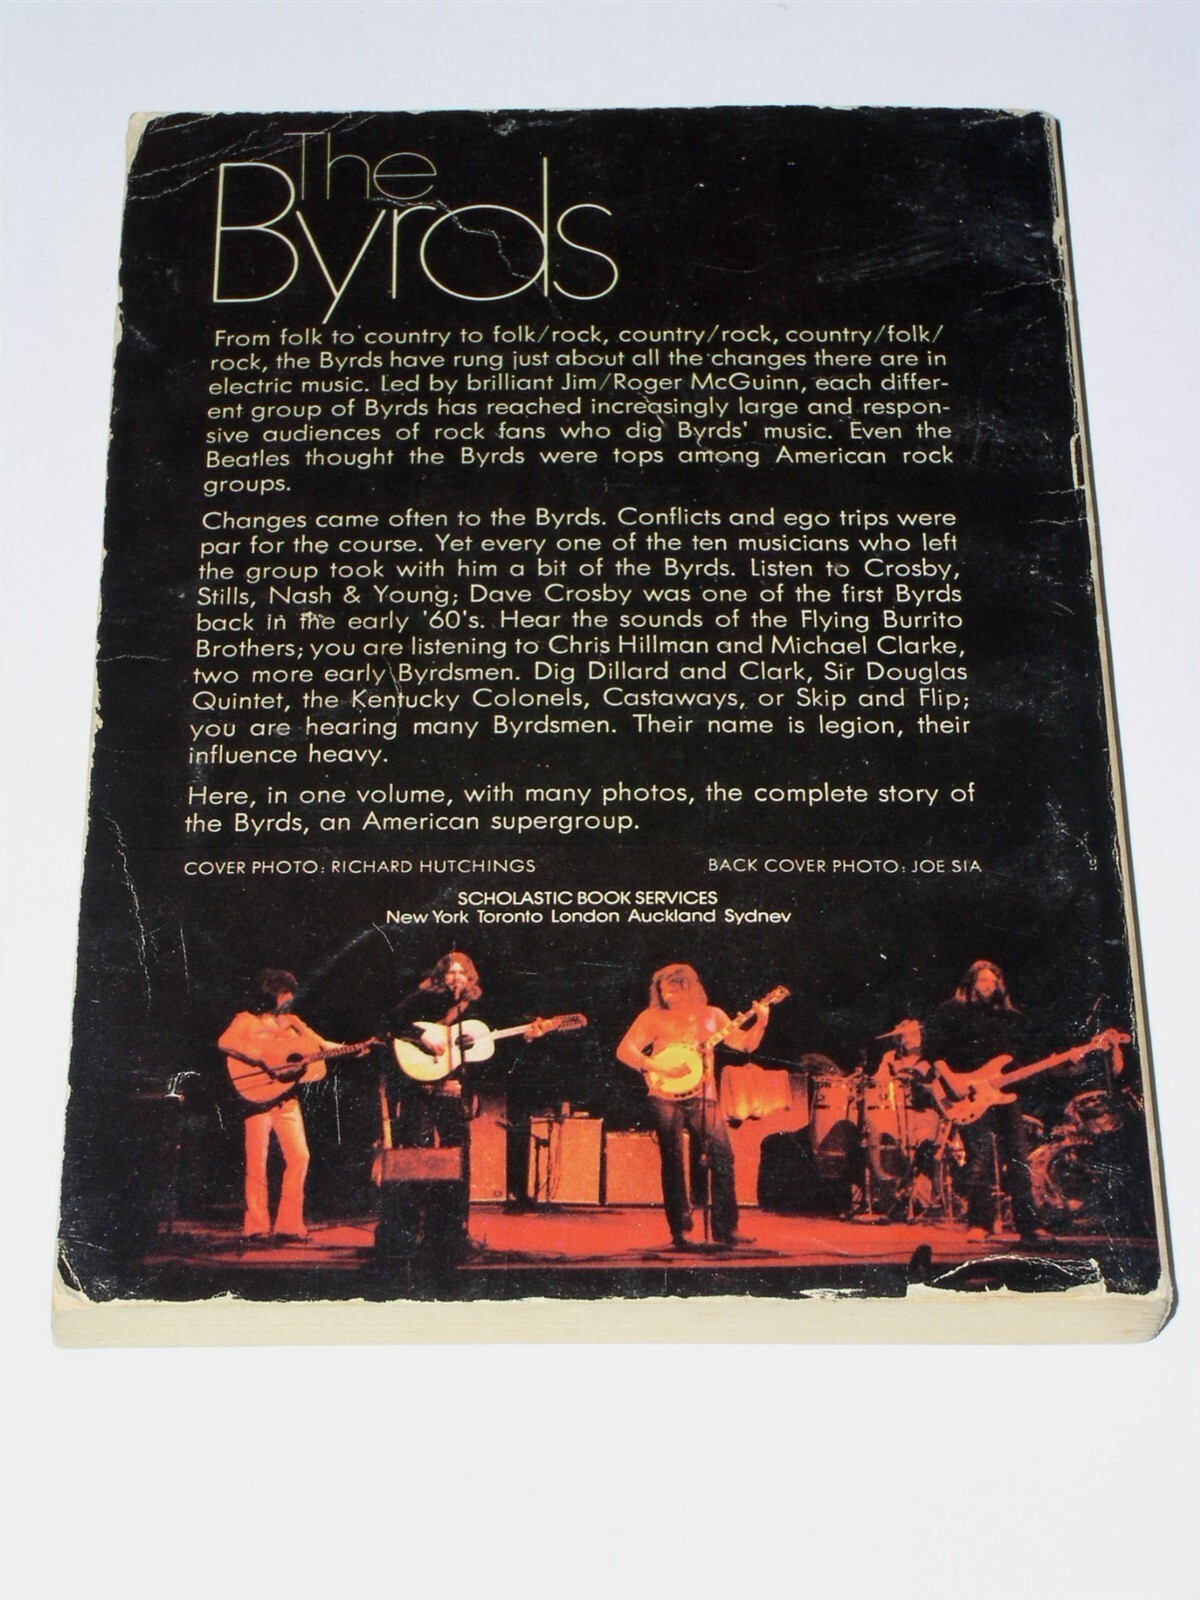 The
Byrds
From folk to country to folk/rock, country/rock, country/folk/
rock, the Byrds have rung just about all the changes there are in
electric music. Led by brilliant Jim/Roger McGuinn, each differ-
ent group of Byrds has reached increasingly large and respon-
sive audiences of rock fans who dig Byrds' music. Even the
Beatles thought the Byrds were tops among American rock
groups.
Changes came often to the Byrds. Conflicts and ego trips were
par for the course. Yet every one of the ten musicians who left
the group took with him a bit of the Byrds. Listen to Crosby,
Stills, Nash & Young; Dave Crosby was one of the first Byrds
back in the early '60's. Hear the sounds of the Flying Burrito
Brothers; you are listening to Chris Hillman and Michael Clarke,
two more early Byrdsmen. Dig Dillard and Clark, Sir Douglas
Quintet, the Kentucky Colonels, Castaways, or Skip and Flip;
you are hearing many Byrdsmen. Their name is legion, their
influence heavy.
Here, in one volume, with many photos, the complete story of
the Byrds, an American supergroup.
COVER PHOTO: RICHARD HUTCHINGS BACK COVER PHOTO: JOE SIA
SCHOLASTIC BOOK SERVICES
New York Toronto London Auckland Sydney